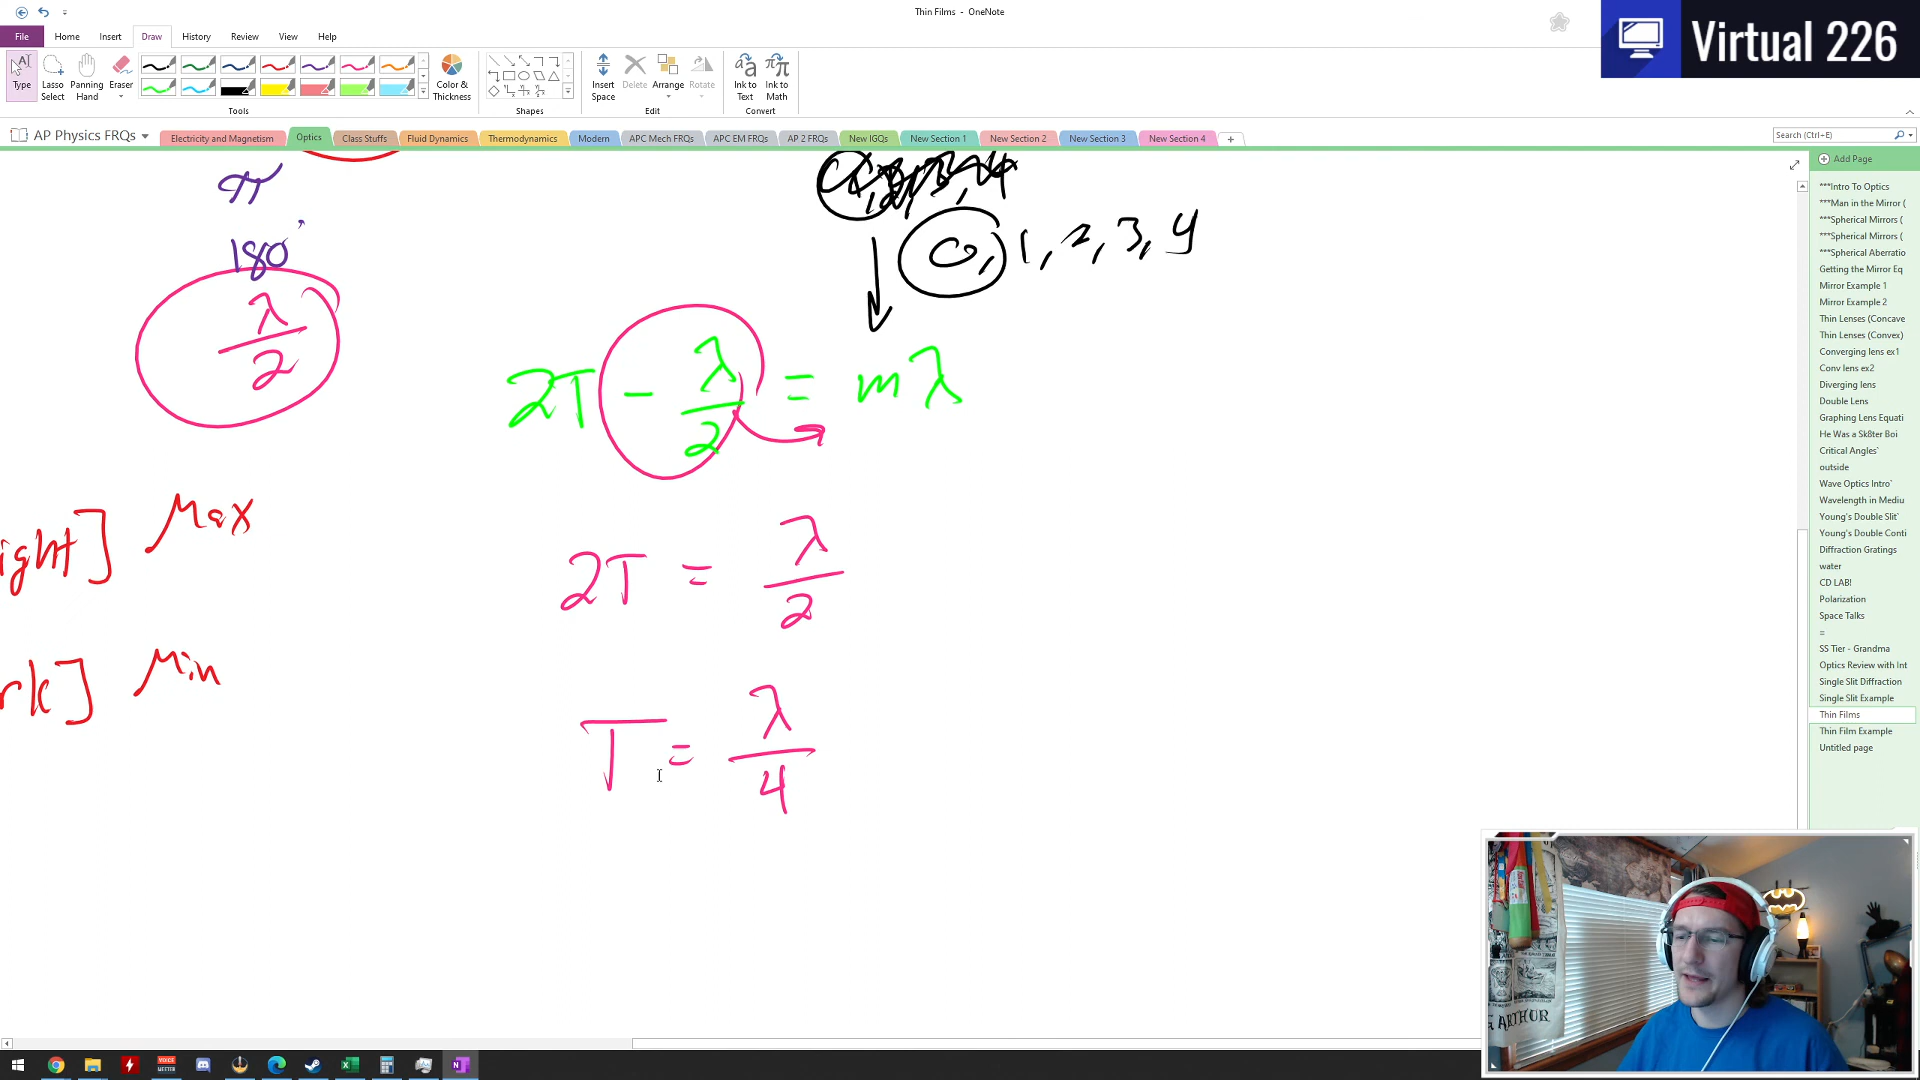 Thin Films - OneNote
Virtual 226
File Home Insert Draw History Review View Help
Type
Lasso Select
Panning Hand
Eraser
Color & Thickness
Insert Space
Delete
Arrange
Rotate
Ink to Text
Ink to Math
Tools
Shapes
Edit
Convert
AP Physics FRQs
Electricity and Magnetism
Optics
Class Stuffs
Fluid Dynamics
Thermodynamics
Modern
APC Mech FRQs
APC EM FRQs
AP 2 FRQs
New IGQs
New Section 1
New Section 2
New Section 3
New Section 4
Search (Ctrl+E)
Add Page
***Intro To Optics
***Man in the Mirror (
***Spherical Mirrors (
***Spherical Mirrors (
***Spherical Aberratio
Getting the Mirror Eq
Mirror Example 1
Mirror Example 2
Thin Lenses (Concave
Thin Lenses (Convex)
Converging lens ex1
Conv lens ex2
Diverging lens
Double Lens
Graphing Lens Equati
He Was a Sk8ter Boi
Critical Angles`
outside
Wave Optics Intro`
Wavelength in Mediu
Young's Double Slit`
Young's Double Conti
Diffraction Gratings
water
CD LAB!
Polarization
Space Talks
=
SS Tier - Grandma
Optics Review with Int
Single Slit Diffraction
Single Slit Example
Thin Films
Thin Film Example
Untitled page
π
180°
λ/2
0, 1, 2, 3, 4
2T - λ/2 = mλ
ight] Max
2T = λ/2
rk] Min
T = λ/4
VOICE MEETER
ARTHUR